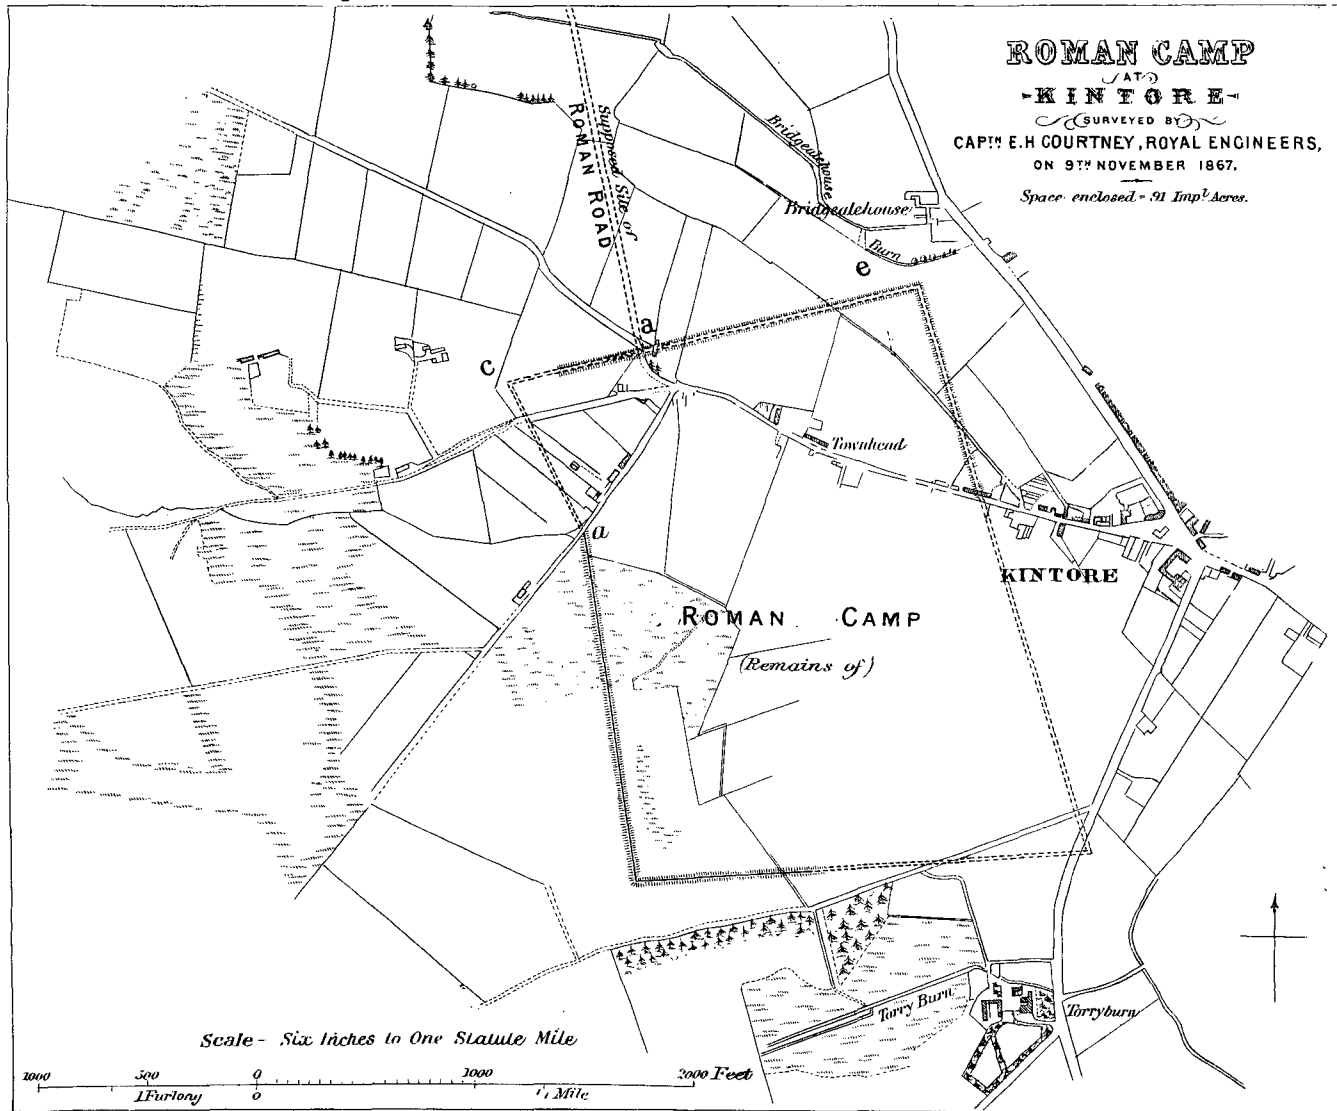 ROMAN CAMP
AT
KINTORE
SURVEYED BY
CAPTN E.H COURTNEY, ROYAL ENGINEERS,
ON 9TH NOVEMBER 1867.
Space enclosed = 91 Impl Acres.
Supposed Site of
ROMAN ROAD
Bridgealehouse
Bridgealehouse
Burn
e
a
c
Townhead
a
KINTORE
ROMAN CAMP
(Remains of)
Torry Burn
Torryburn
Scale - Six Inches to One Statute Mile
1000 500 0 1000 2000 Feet
1 Furlong 0 Mile